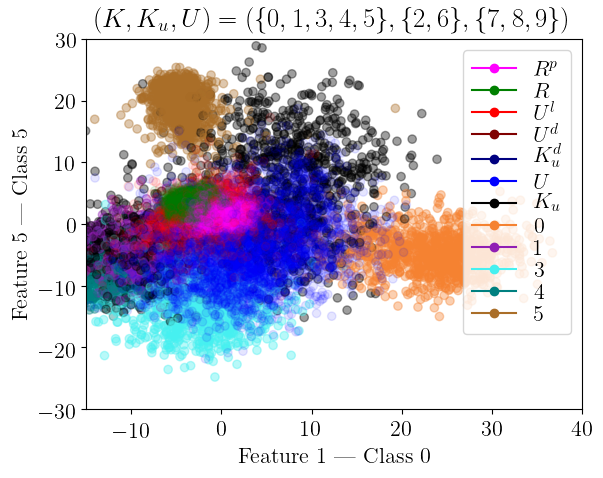 (K, K_u, U) = ({0, 1, 3, 4, 5}, {2, 6}, {7, 8, 9})
30
20
10
0
−10
−20
−30
Feature 5 — Class 5
−10
0
10
20
30
40
Feature 1 — Class 0
R^p
R
U^l
U^d
K_u^d
U
K_u
0
1
3
4
5